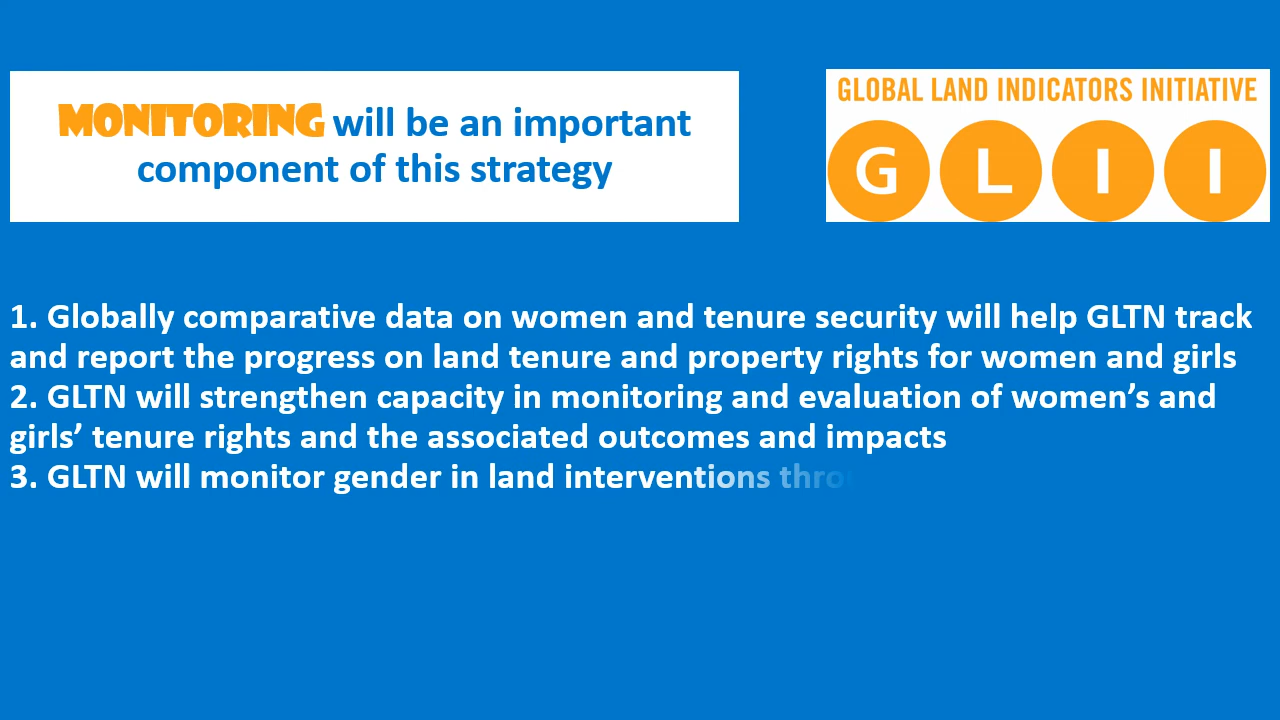 MONITORING will be an important
component of this strategy
GLOBAL LAND INDICATORS INITIATIVE
G L I I
1. Globally comparative data on women and tenure security will help GLTN track
and report the progress on land tenure and property rights for women and girls
2. GLTN will strengthen capacity in monitoring and evaluation of women’s and
girls’ tenure rights and the associated outcomes and impacts
3. GLTN will monitor gender in land interventions